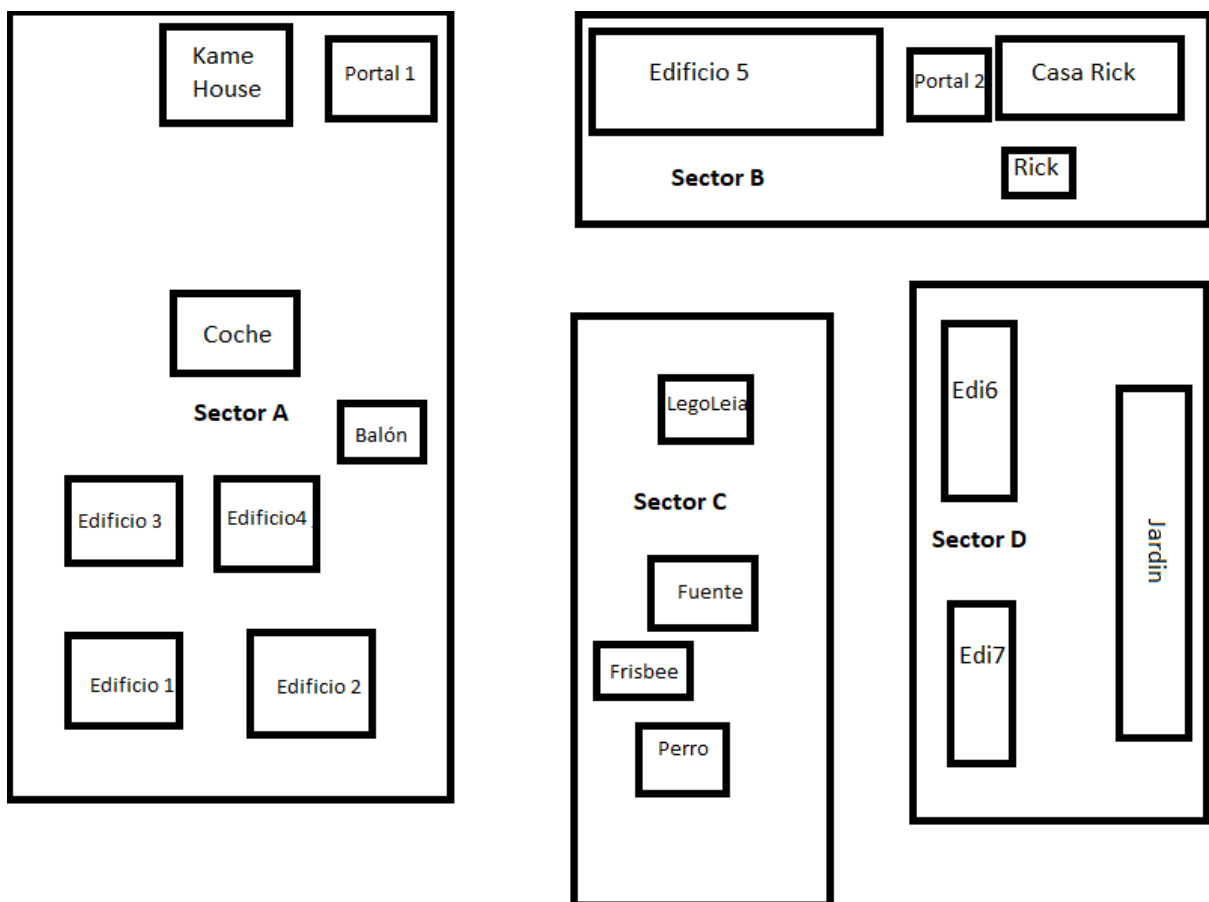 Kame
House
Portal 1
Coche
Sector A
Balón
Edificio 3
Edificio4
Edificio 1
Edificio 2
Edificio 5
Portal 2
Casa Rick
Sector B
Rick
LegoLeia
Sector C
Fuente
Frisbee
Perro
Edi6
Sector D
Jardin
Edi7